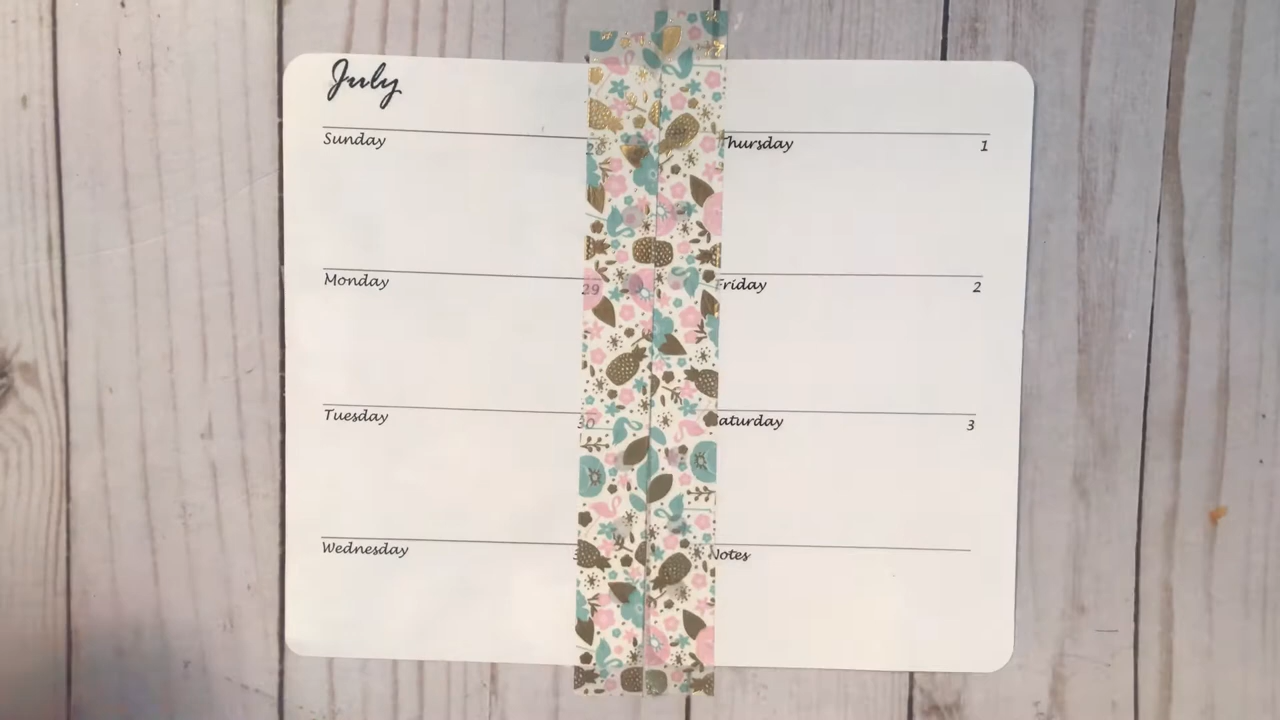 July
Sunday 28
Monday 29
Tuesday 30
Wednesday
Thursday 1
Friday 2
Saturday 3
Notes